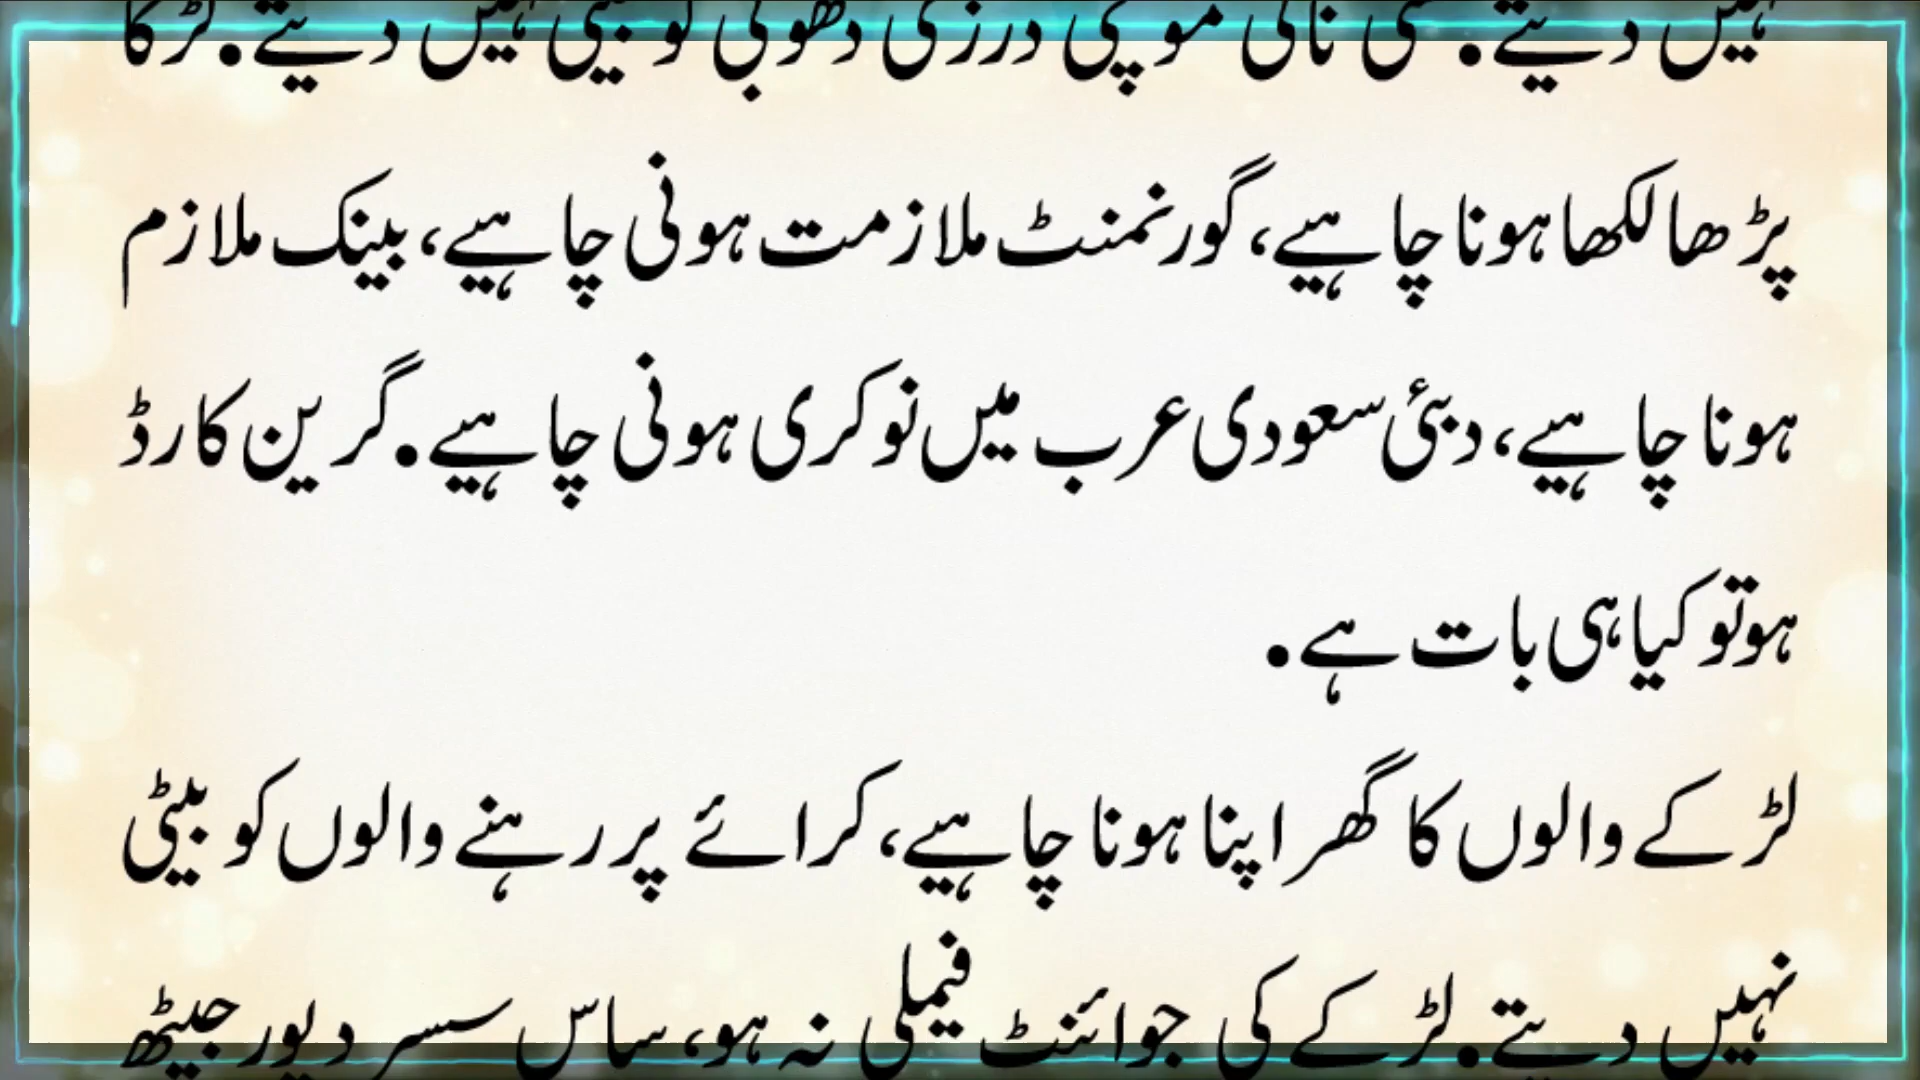 نہیں دیتے۔ کسی نائی موچی درزی دھوبی کو بیٹی نہیں دیتے۔ لڑکا
پڑھا لکھا ہونا چاہیے، گورنمنٹ ملازمت ہونی چاہیے، بینک ملازم
ہونا چاہیے، دبئی سعودی عرب میں نوکری ہونی چاہیے۔ گرین کارڈ
ہو تو کیا ہی بات ہے۔
لڑکے والوں کا گھر اپنا ہونا چاہیے، کرائے پر رہنے والوں کو بیٹی
نہیں دیتے۔ لڑکے کی جوائنٹ فیملی نہ ہو، ساس سسر دیور جیٹھ